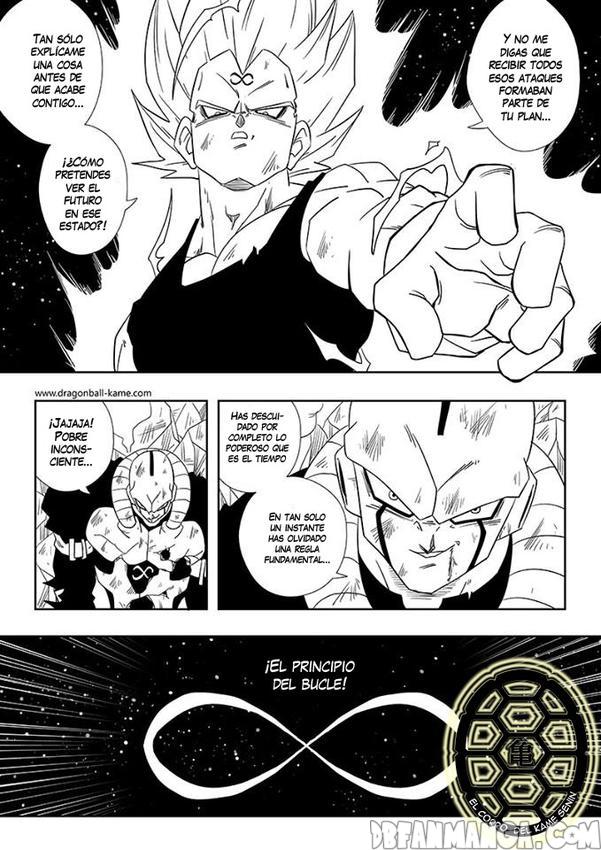 TAN SÓLO
EXPLÍCAME
UNA COSA
ANTES DE
QUE ACABE
CONTIGO...
¡¿CÓMO
PRETENDES
VER EL
FUTURO
EN ESE
ESTADO?!
Y NO ME
DIGAS QUE
RECIBIR TODOS
ESOS ATAQUES
FORMABAN
PARTE DE
TU PLAN...
www.dragonball-kame.com
¡JAJAJA!
POBRE
INCONS-
CIENTE...
HAS DESCUI-
DADO POR
COMPLETO LO
PODEROSO QUE
ES EL TIEMPO
EN TAN SOLO
UN INSTANTE
HAS OLVIDADO
UNA REGLA
FUNDAMENTAL...
¡EL PRINCIPIO
DEL BUCLE!
龜
EL COFRO DEL KAME SENIN
DBFANMANGA.COM